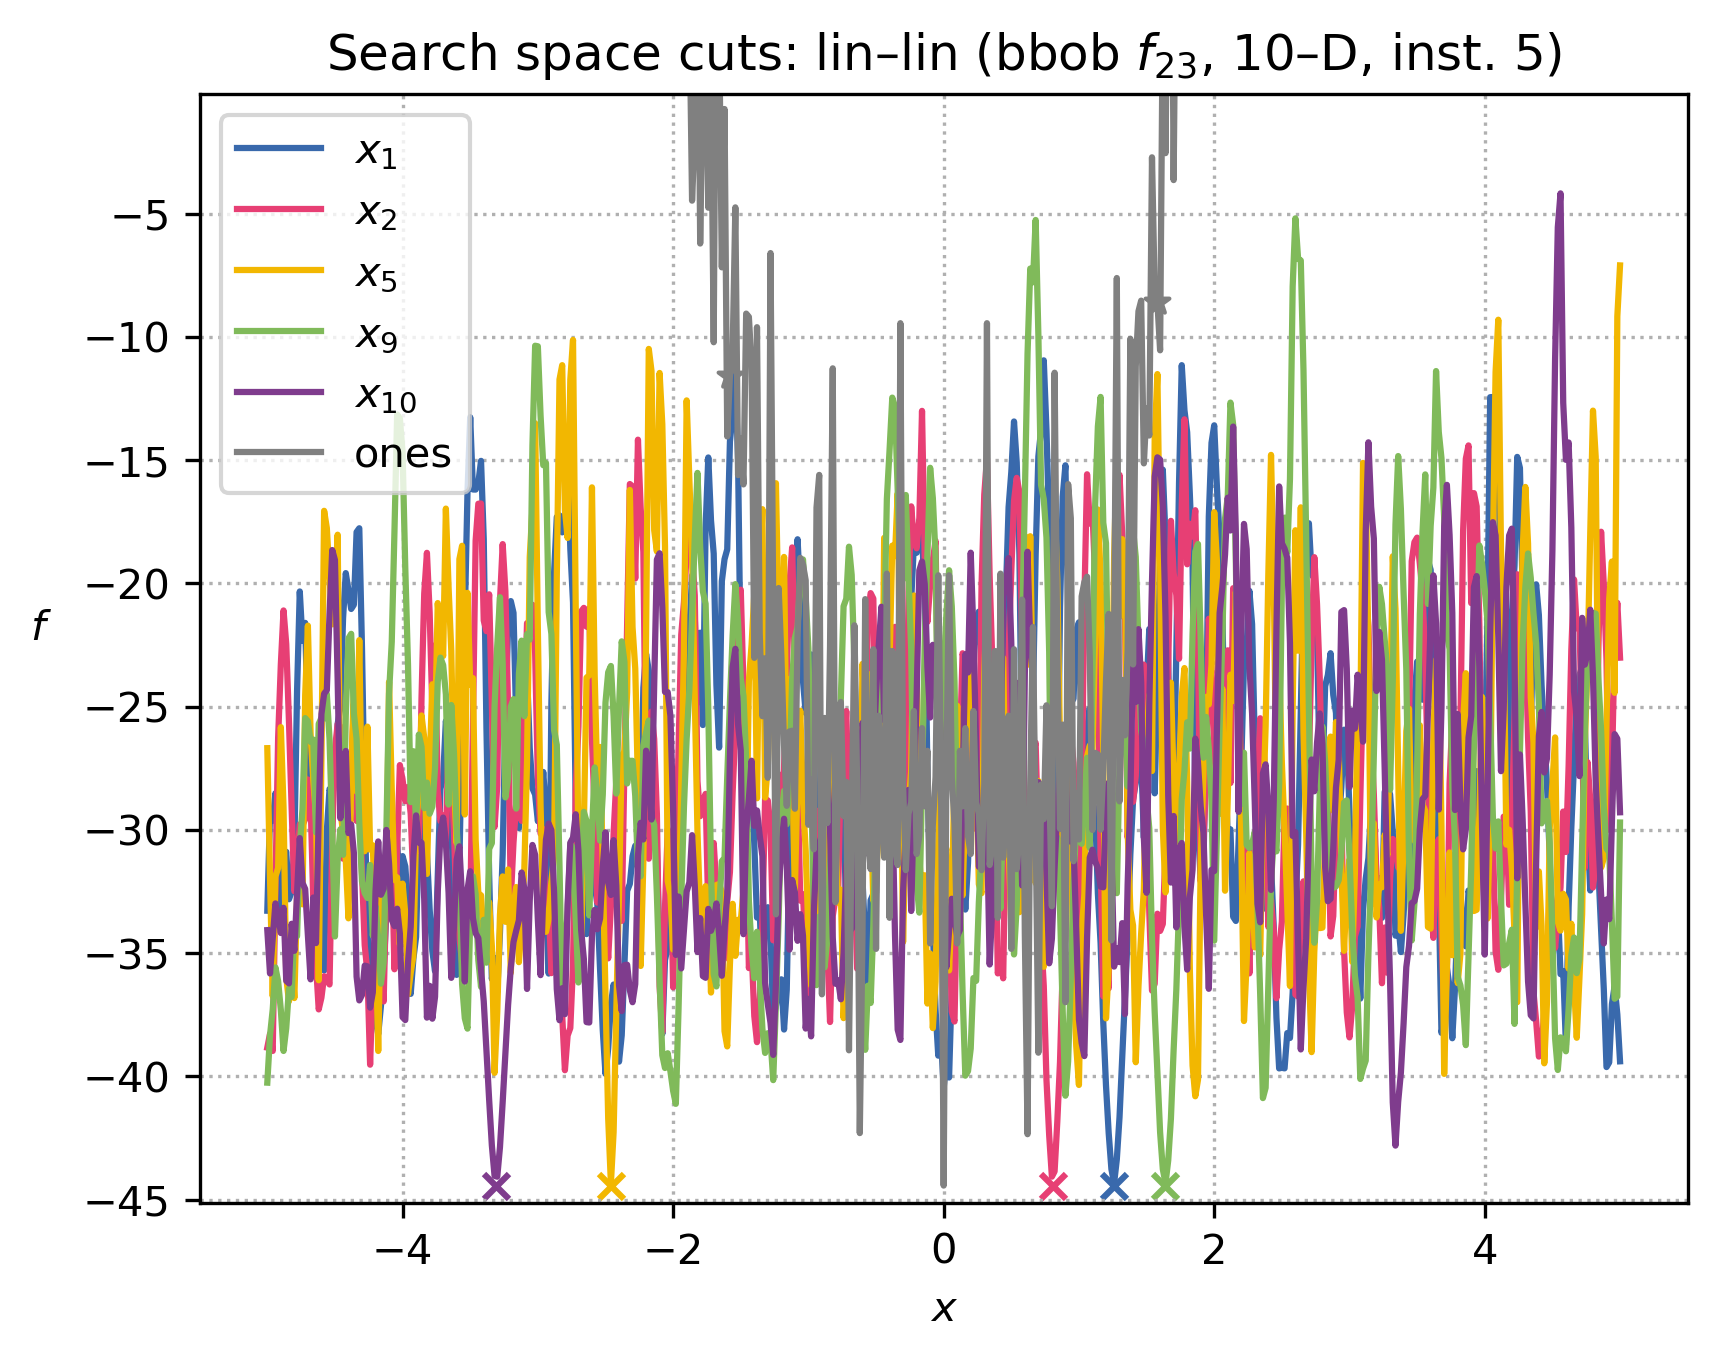 Search space cuts: lin–lin (bbob f23, 10–D, inst. 5)
x1
x2
x5
x9
x10
ones
−5
−10
−15
−20
−25
−30
−35
−40
−45
f
−4 −2 0 2 4
x